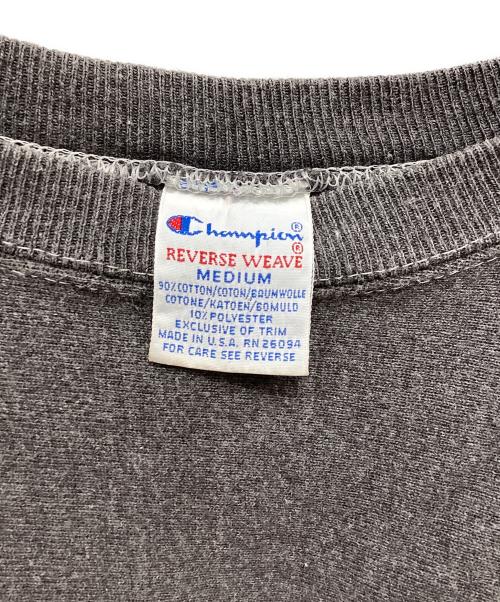 Champion®
REVERSE WEAVE®
MEDIUM
90% COTTON/COTON/BAUMWOLLE
COTONE/KATOEN/BOMULD
10% POLYESTER
EXCLUSIVE OF TRIM
MADE IN U.S.A. RN 26094
FOR CARE SEE REVERSE